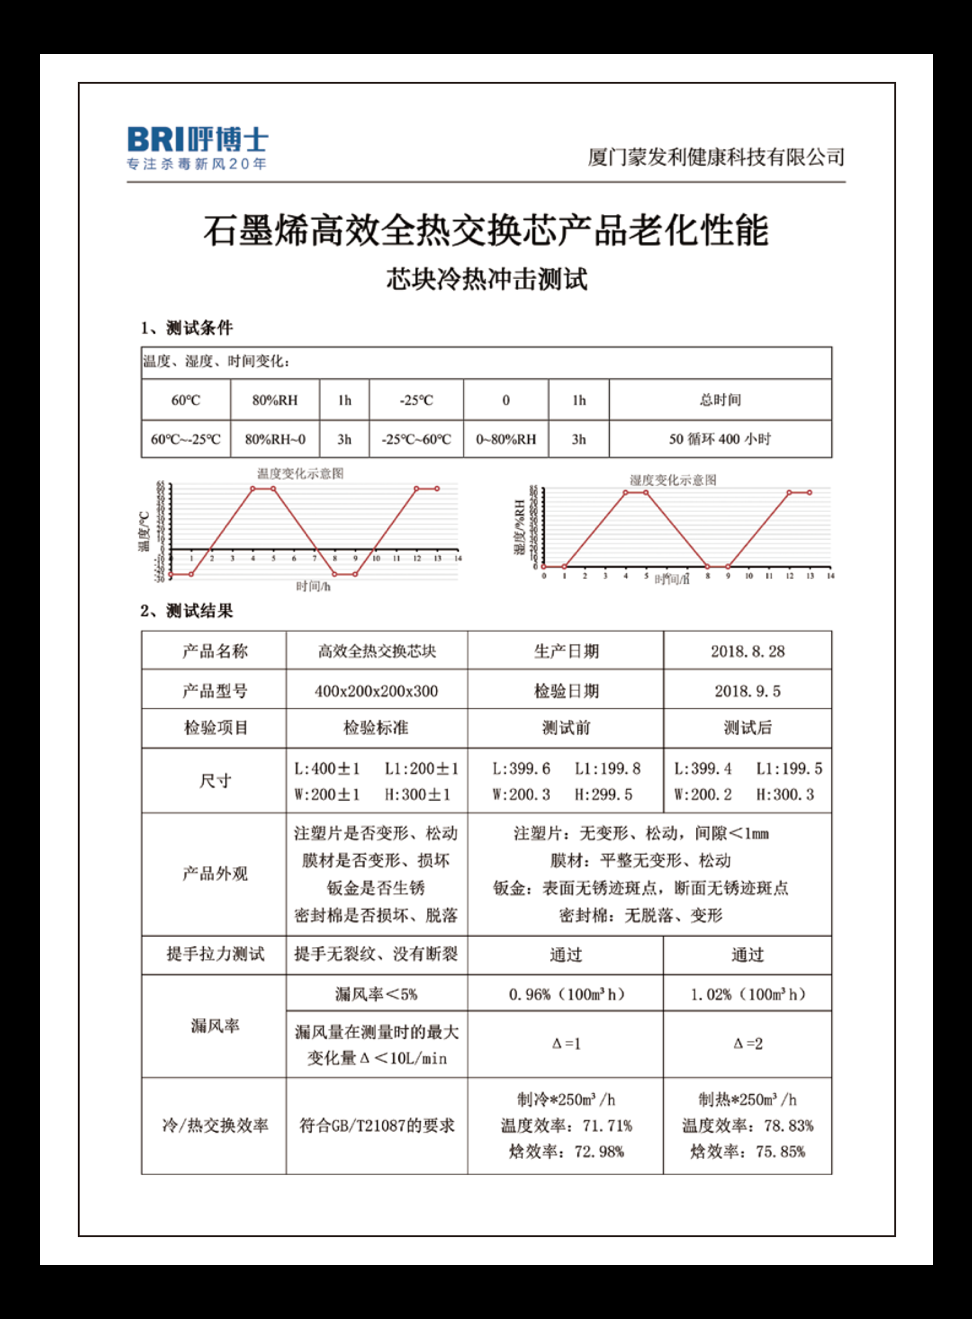 BRI呼博士
专注杀毒新风20年
厦门蒙发利健康科技有限公司
石墨烯高效全热交换芯产品老化性能
芯块冷热冲击测试
1、测试条件
温度、湿度、时间变化：
60℃ 80%RH 1h -25℃ 0 1h 总时间
60℃~-25℃ 80%RH~0 3h -25℃~60℃ 0~80%RH 3h 50 循环 400 小时
温度变化示意图
温度/℃
0 1 2 3 4 5 6 7 8 9 10 11 12 13 14
时间/h
湿度变化示意图
湿度/%RH
0 1 2 3 4 5 6 7 8 9 10 11 12 13 14
时间/h
2、测试结果
产品名称 高效全热交换芯块 生产日期 2018.8.28
产品型号 400x200x200x300 检验日期 2018.9.5
检验项目 检验标准 测试前 测试后
尺寸
L:400±1 L1:200±1
W:200±1 H:300±1
L:399.6 L1:199.8
W:200.3 H:299.5
L:399.4 L1:199.5
W:200.2 H:300.3
产品外观
注塑片是否变形、松动
膜材是否变形、损坏
钣金是否生锈
密封棉是否损坏、脱落
注塑片：无变形、松动，间隙＜1mm
膜材：平整无变形、松动
钣金：表面无锈迹斑点，断面无锈迹斑点
密封棉：无脱落、变形
提手拉力测试 提手无裂纹、没有断裂 通过 通过
漏风率
漏风率＜5% 0.96%（100m³h） 1.02%（100m³h）
漏风量在测量时的最大
变化量Δ＜10L/min
Δ=1 Δ=2
冷/热交换效率 符合GB/T21087的要求
制冷*250m³/h
温度效率：71.71%
焓效率：72.98%
制热*250m³/h
温度效率：78.83%
焓效率：75.85%